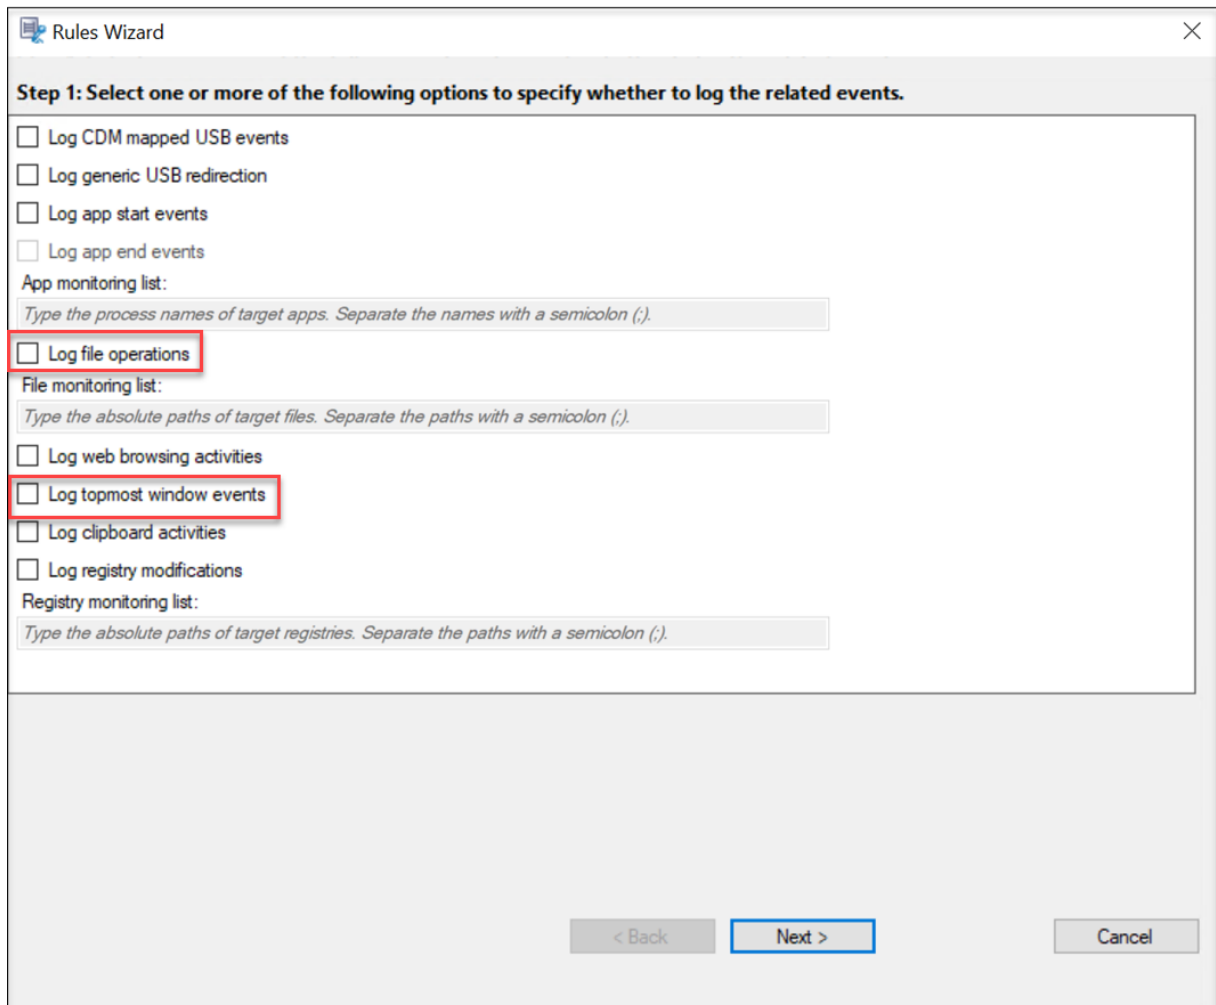 Rules Wizard
Step 1: Select one or more of the following options to specify whether to log the related events.
Log CDM mapped USB events
Log generic USB redirection
Log app start events
Log app end events
App monitoring list:
Type the process names of target apps. Separate the names with a semicolon (;).
Log file operations
File monitoring list:
Type the absolute paths of target files. Separate the paths with a semicolon (;).
Log web browsing activities
Log topmost window events
Log clipboard activities
Log registry modifications
Registry monitoring list:
Type the absolute paths of target registries. Separate the paths with a semicolon (;).
< Back Next > Cancel